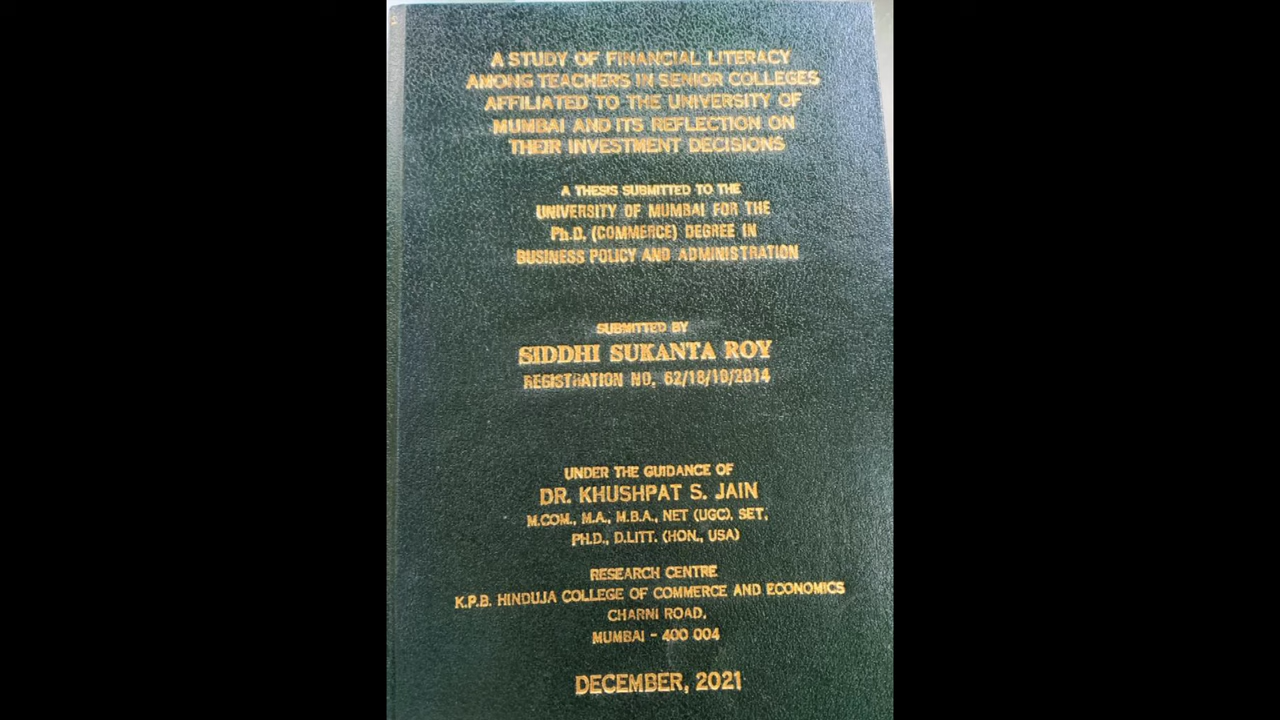 A STUDY OF FINANCIAL LITERACY
AMONG TEACHERS IN SENIOR COLLEGES
AFFILIATED TO THE UNIVERSITY OF
MUMBAI AND ITS REFLECTION ON
THEIR INVESTMENT DECISIONS
A THESIS SUBMITTED TO THE
UNIVERSITY OF MUMBAI FOR THE
Ph.D. (COMMERCE) DEGREE IN
BUSINESS POLICY AND ADMINISTRATION
SUBMITTED BY
SIDDHI SUKANTA ROY
REGISTRATION NO. 62/18/10/2014
UNDER THE GUIDANCE OF
DR. KHUSHPAT S. JAIN
M.COM., M.A., M.B.A., NET (UGC). SET,
PH.D., D.LITT. (HON., USA)
RESEARCH CENTRE
K.P.B. HINDUJA COLLEGE OF COMMERCE AND ECONOMICS
CHARNI ROAD,
MUMBAI - 400 004
DECEMBER, 2021